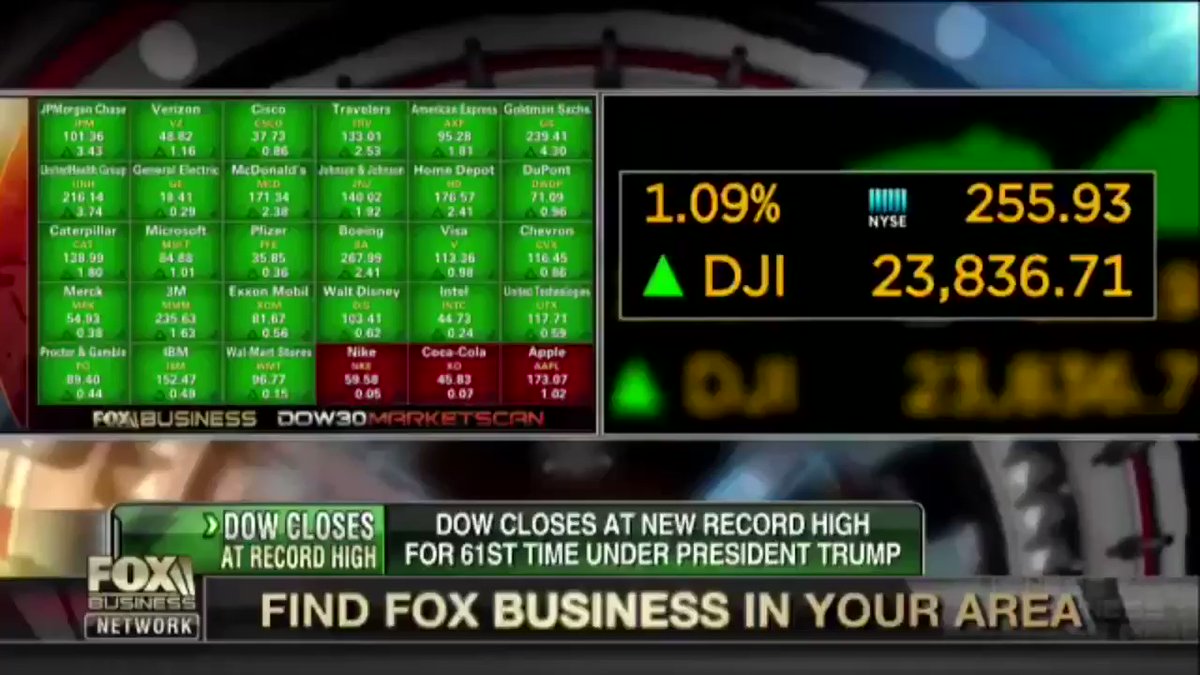 JPMorgan Chase Verizon Cisco Travelers American Express Goldman Sachs
JPM VZ CSCO TRV AXP GS
101.36 48.82 37.73 133.01 95.28 239.41
3.43 1.16 0.86 2.53 1.81 4.30
UnitedHealth Group General Electric McDonald's Johnson & Johnson Home Depot DuPont
UNH GE MCD JNJ HD DWDP
216.14 18.41 171.34 140.02 176.57 71.09
3.74 0.29 2.38 1.92 2.41 0.96
Caterpillar Microsoft Pfizer Boeing Visa Chevron
CAT MSFT PFE BA V CVX
138.99 84.88 35.85 267.99 113.36 116.45
1.80 1.01 0.36 2.41 0.98 0.86
Merck 3M Exxon Mobil Walt Disney Intel United Technologies
MRK MMM XOM DIS INTC UTX
54.93 235.63 81.67 103.41 44.73 117.71
0.38 1.63 0.56 0.62 0.24 0.59
Procter & Gamble IBM Wal-Mart Stores Nike Coca-Cola Apple
PG IBM WMT NKE KO AAPL
89.40 152.47 96.77 59.58 45.83 173.07
0.44 0.49 0.15 0.05 0.07 1.02
FOX BUSINESS DOW30MARKETSCAN
1.09% NYSE 255.93
DJI 23,836.71
DJI 23,836.7
DOW CLOSES
AT RECORD HIGH
DOW CLOSES AT NEW RECORD HIGH
FOR 61ST TIME UNDER PRESIDENT TRUMP
FOX
BUSINESS
NETWORK
FIND FOX BUSINESS IN YOUR AREA